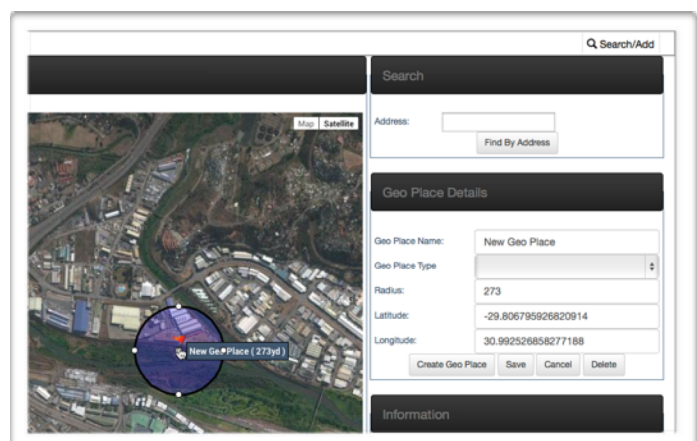 Search/Add
Search
Map Satellite
Address:
Find By Address
Geo Place Details
Geo Place Name: New Geo Place
Geo Place Type
Radius: 273
Latitude: -29.806795926820914
Longitude: 30.992526858277188
New Geo Place ( 273yd )
Create Geo Place Save Cancel Delete
Information